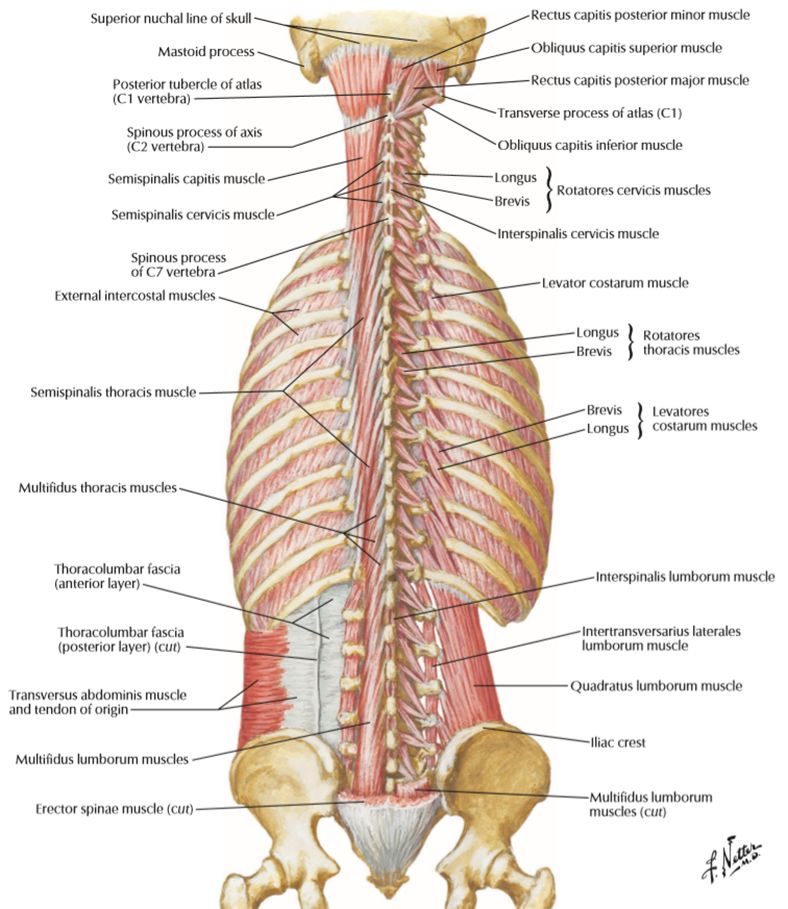 Superior nuchal line of skull
Mastoid process
Posterior tubercle of atlas
(C1 vertebra)
Spinous process of axis
(C2 vertebra)
Semispinalis capitis muscle
Semispinalis cervicis muscle
Spinous process
of C7 vertebra
External intercostal muscles
Semispinalis thoracis muscle
Multifidus thoracis muscles
Thoracolumbar fascia
(anterior layer)
Thoracolumbar fascia
(posterior layer) (cut)
Transversus abdominis muscle
and tendon of origin
Multifidus lumborum muscles
Erector spinae muscle (cut)
Rectus capitis posterior minor muscle
Obliquus capitis superior muscle
Rectus capitis posterior major muscle
Transverse process of atlas (C1)
Obliquus capitis inferior muscle
Longus
Brevis
Rotatores cervicis muscles
Interspinalis cervicis muscle
Levator costarum muscle
Longus
Brevis
Rotatores
thoracis muscles
Brevis
Longus
Levatores
costarum muscles
Interspinalis lumborum muscle
Intertransversarius laterales
lumborum muscle
Quadratus lumborum muscle
Iliac crest
Multifidus lumborum
muscles (cut)
F. Netter
M.D.